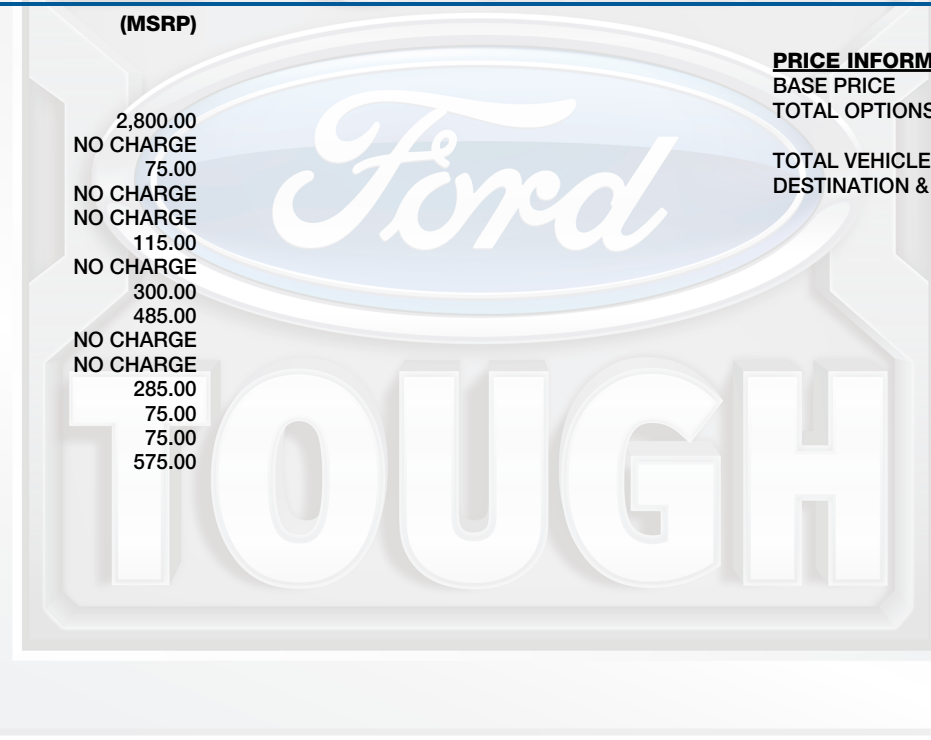 (MSRP)
2,800.00
NO CHARGE
75.00
NO CHARGE
NO CHARGE
115.00
NO CHARGE
300.00
485.00
NO CHARGE
NO CHARGE
285.00
75.00
75.00
575.00
PRICE INFORM
BASE PRICE
TOTAL OPTIONS
TOTAL VEHICLE
DESTINATION &
Ford
TOUGH